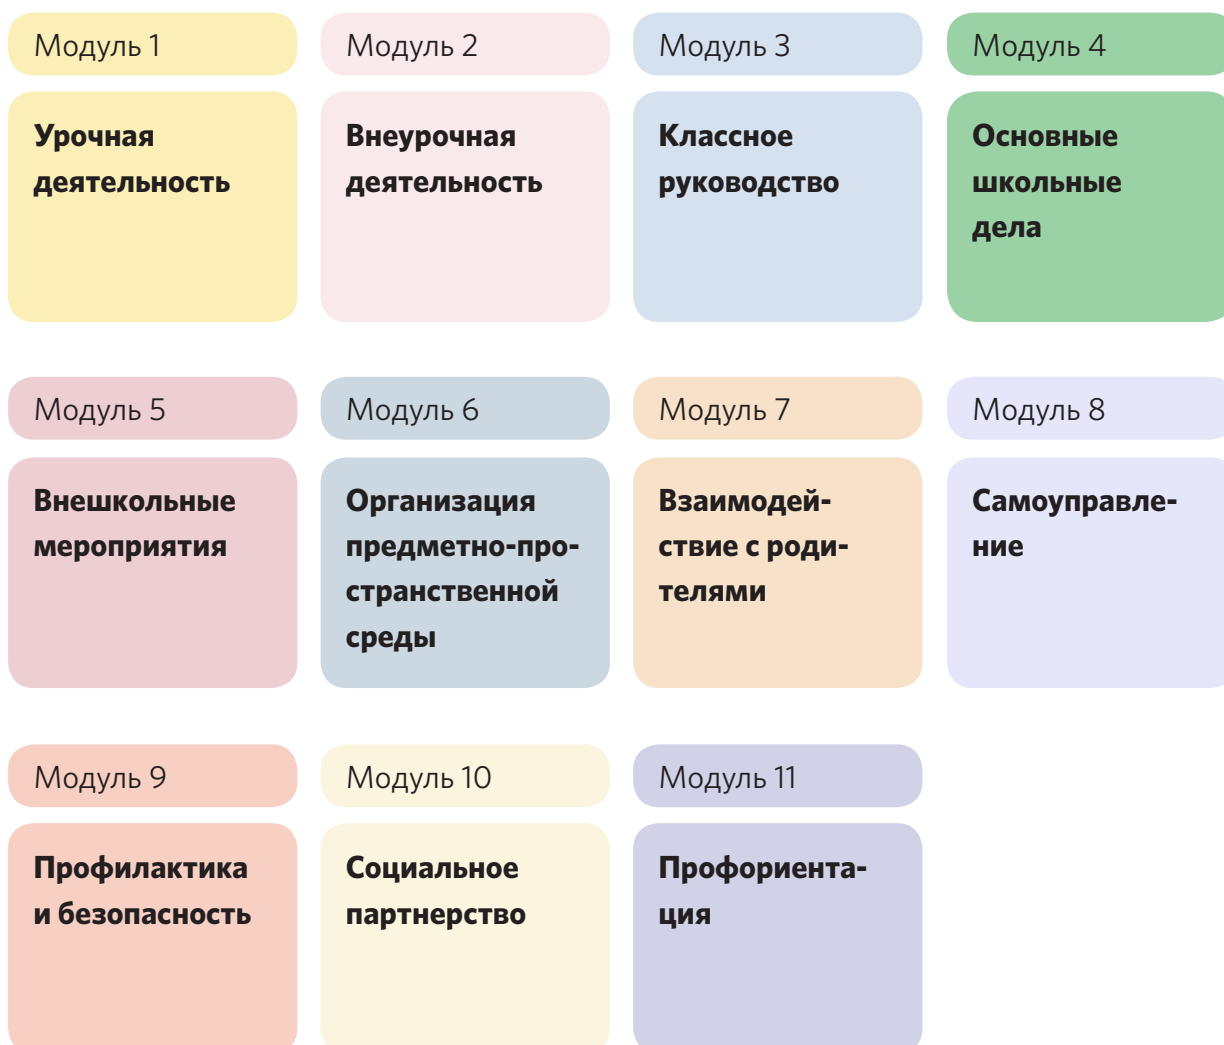 Модуль 1
Урочная
деятельность
Модуль 2
Внеурочная
деятельность
Модуль 3
Классное
руководство
Модуль 4
Основные
школьные
дела
Модуль 5
Внешкольные
мероприятия
Модуль 6
Организация
предметно-про-
странственной
среды
Модуль 7
Взаимодей-
ствие с роди-
телями
Модуль 8
Самоуправле-
ние
Модуль 9
Профилактика
и безопасность
Модуль 10
Социальное
партнерство
Модуль 11
Профориента-
ция